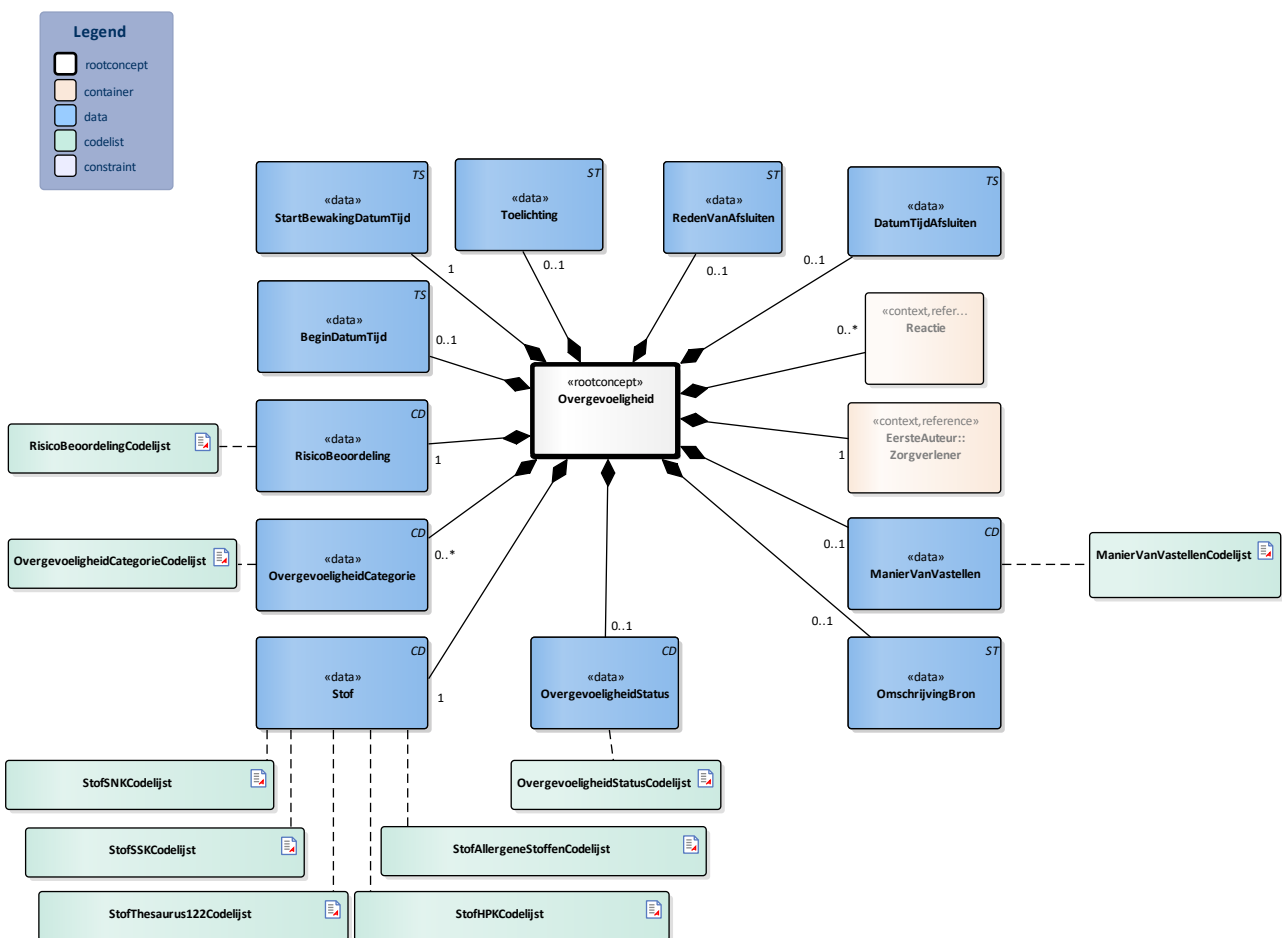 Legend
rootconcept
container
data
codelist
constraint
TS
«data»
StartBewakingDatumTijd
ST
«data»
Toelichting
ST
«data»
RedenVanAfsluiten
TS
«data»
DatumTijdAfsluiten
1
0..1
0..1
0..1
TS
«data»
BeginDatumTijd
0..1
«context,refer...
Reactie
0..*
«rootconcept»
Overgevoeligheid
CD
«data»
RisicoBeoordeling
1
RisicoBeoordelingCodelijst
«context,reference»
EersteAuteur::
Zorgverlener
1
CD
«data»
OvergevoeligheidCategorie
0..*
OvergevoeligheidCategorieCodelijst
CD
«data»
ManierVanVastellen
0..1
ManierVanVastellenCodelijst
CD
«data»
Stof
1
CD
«data»
OvergevoeligheidStatus
0..1
ST
«data»
OmschrijvingBron
0..1
StofSNKCodelijst
OvergevoeligheidStatusCodelijst
StofSSKCodelijst
StofAllergeneStoffenCodelijst
StofThesaurus122Codelijst
StofHPKCodelijst